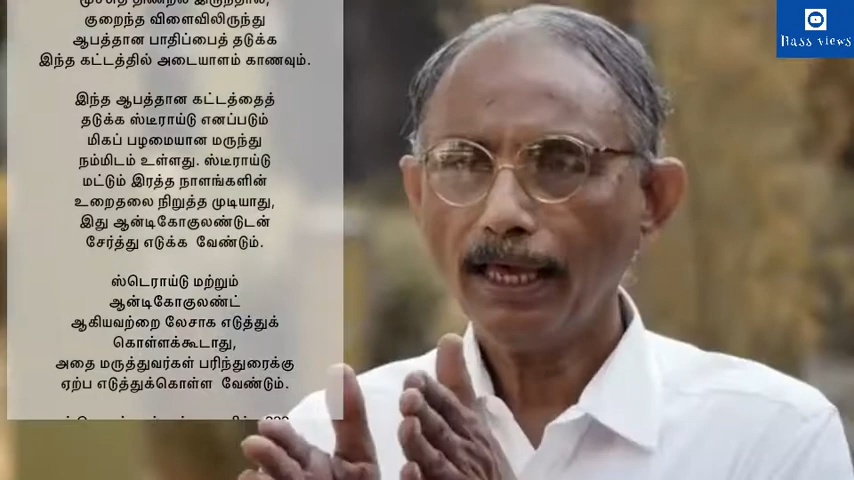 மூச்சுத் திணறல் இருந்தால்,
குறைந்த விளைவிலிருந்து
ஆபத்தான பாதிப்பைத் தடுக்க
இந்த கட்டத்தில் அடையாளம் காணவும்.
இந்த ஆபத்தான கட்டத்தைத்
தடுக்க ஸ்டீராய்டு எனப்படும்
மிகப் பழமையான மருந்து
நம்மிடம் உள்ளது. ஸ்டீராய்டு
மட்டும் இரத்த நாளங்களின்
உறைதலை நிறுத்த முடியாது,
இது ஆன்டிகோகுலண்டுடன்
சேர்த்து எடுக்க வேண்டும்.
ஸ்டெராய்டு மற்றும்
ஆன்டிகோகுலண்ட்
ஆகியவற்றை லேசாக எடுத்துக்
கொள்ளக்கூடாது,
அதை மருத்துவர்கள் பரிந்துரைக்கு
ஏற்ப எடுத்துக்கொள்ள வேண்டும்.
Hass views